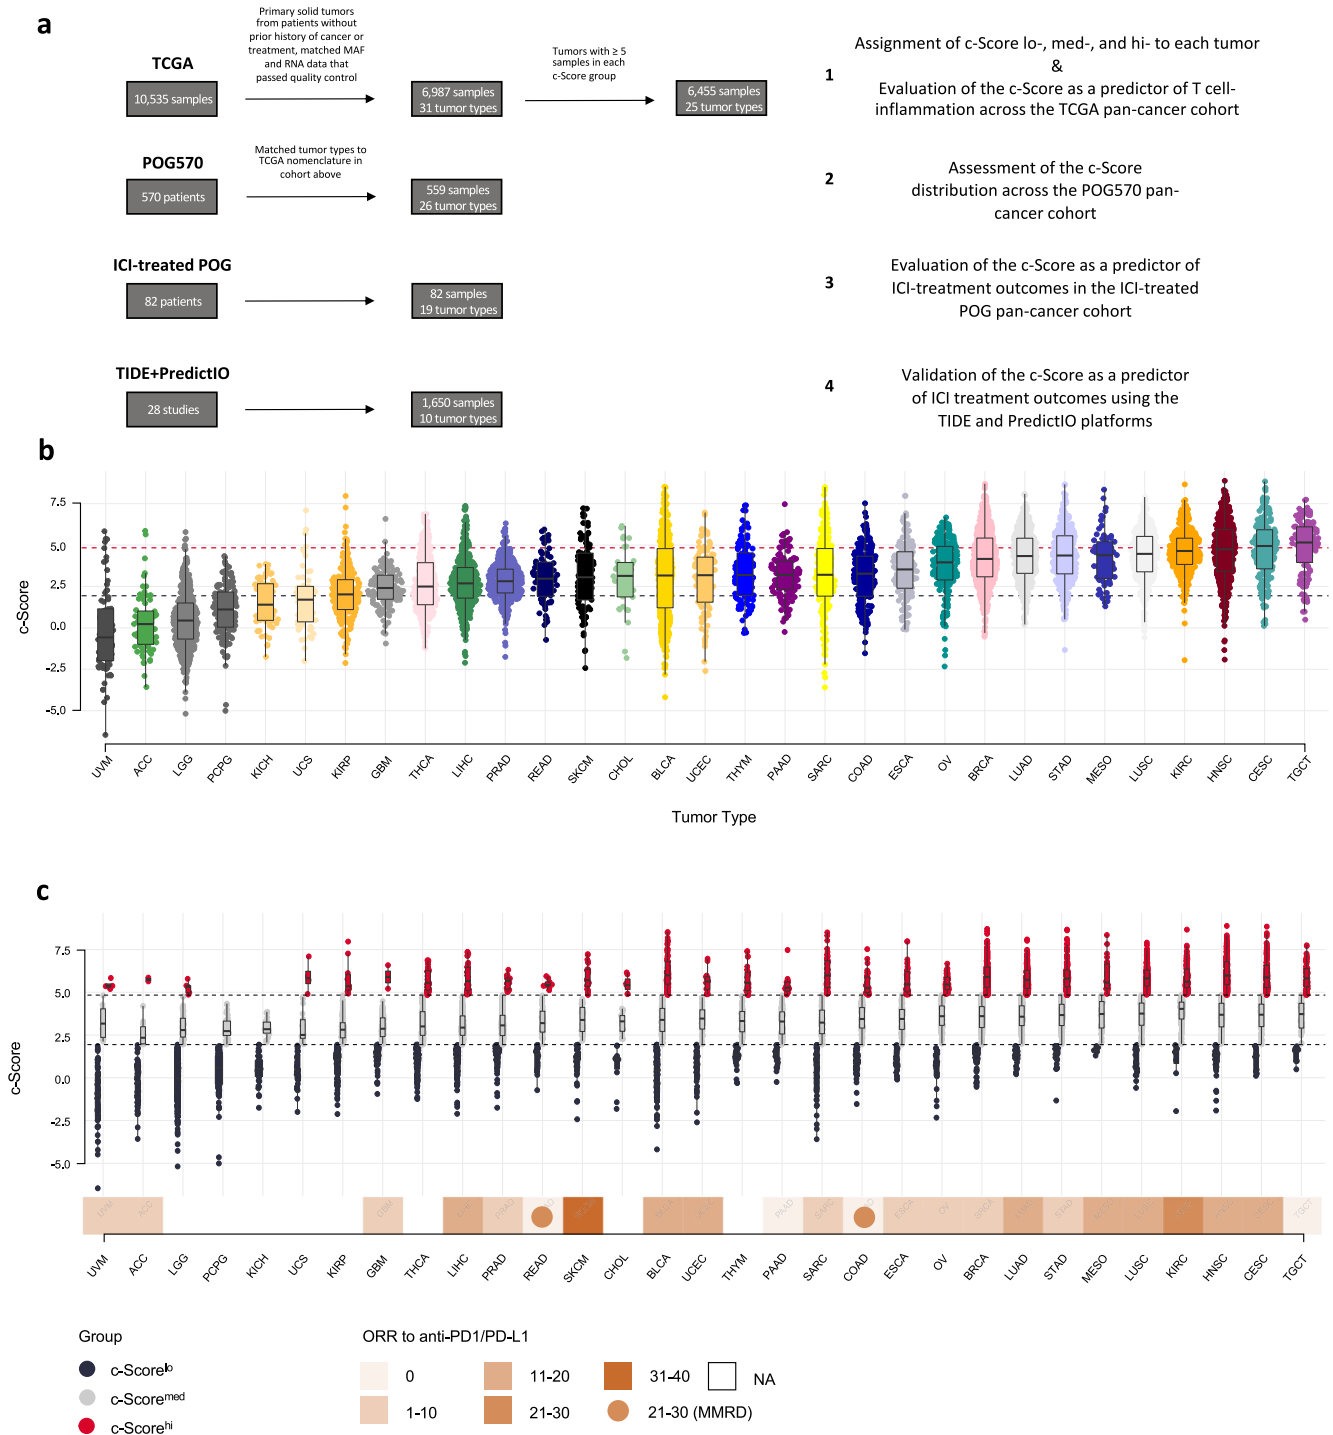 a
Primary solid tumors
from patients without
prior history of cancer or
treatment, matched MAF
and RNA data that
passed quality control
TCGA
10,535 samples
6,987 samples
31 tumor types
Tumors with ≥ 5
samples in each
c-Score group
6,455 samples
25 tumor types
1
Assignment of c-Score lo-, med-, and hi- to each tumor
&
Evaluation of the c-Score as a predictor of T cell-
inflammation across the TCGA pan-cancer cohort
POG570
570 patients
Matched tumor types to
TCGA nomenclature in
cohort above
559 samples
26 tumor types
2
Assessment of the c-Score
distribution across the POG570 pan-
cancer cohort
ICI-treated POG
82 patients
82 samples
19 tumor types
3
Evaluation of the c-Score as a predictor of
ICI-treatment outcomes in the ICI-treated
POG pan-cancer cohort
TIDE+PredictIO
28 studies
1,650 samples
10 tumor types
4
Validation of the c-Score as a predictor
of ICI treatment outcomes using the
TIDE and PredictIO platforms
b
c-Score
7.5
5.0
2.5
0.0
-2.5
-5.0
UVM ACC LGG PCPG KICH UCS KIRP GBM THCA LIHC PRAD READ SKCM CHOL BLCA UCEC THYM PAAD SARC COAD ESCA OV BRCA LUAD STAD MESO LUSC KIRC HNSC CESC TGCT
Tumor Type
c
c-Score
7.5
5.0
2.5
0.0
-2.5
-5.0
UVM ACC GBM PRAD PAAD SARC ESCA OV BRCA STAD TGCT
UVM ACC LGG PCPG KICH UCS KIRP GBM THCA LIHC PRAD READ SKCM CHOL BLCA UCEC THYM PAAD SARC COAD ESCA OV BRCA LUAD STAD MESO LUSC KIRC HNSC CESC TGCT
Group
c-Score^lo
c-Score^med
c-Score^hi
ORR to anti-PD1/PD-L1
0
11-20
31-40
NA
1-10
21-30
21-30 (MMRD)